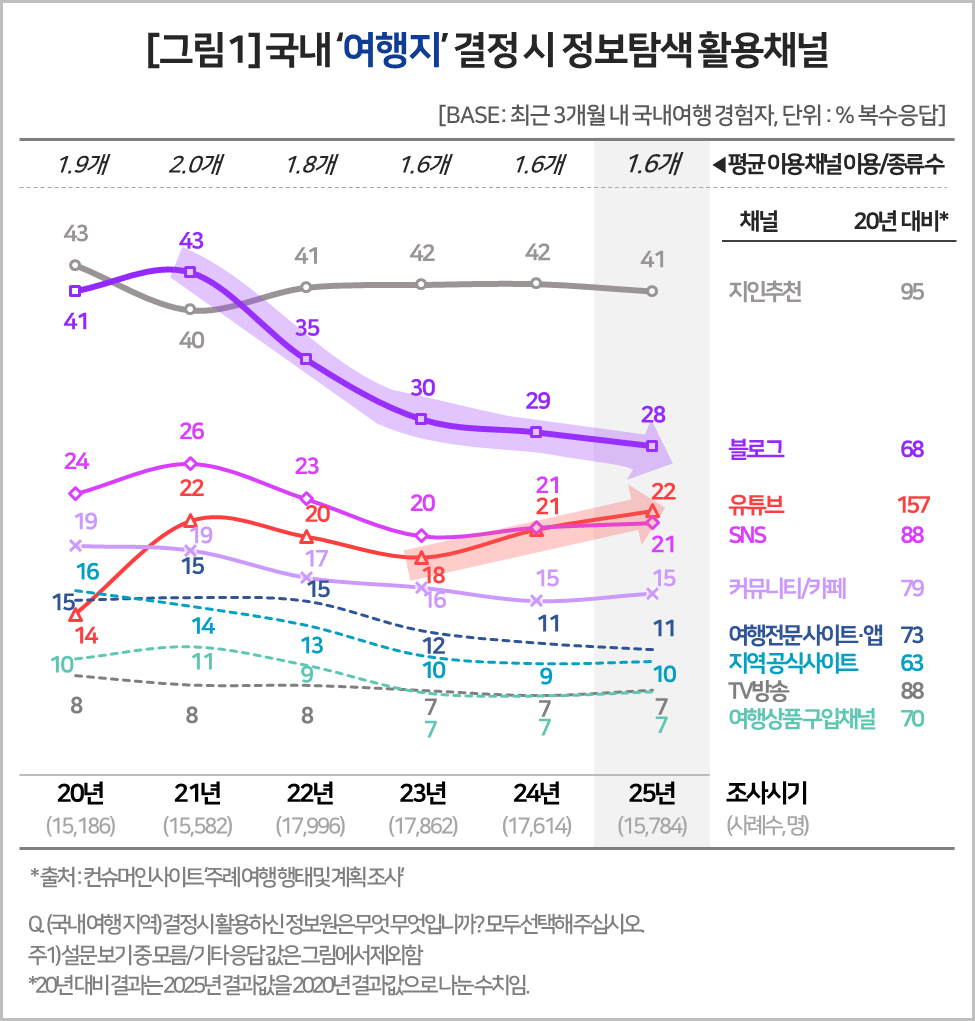 [그림 1] 국내 ‘여행지’ 결정 시 정보탐색 활용채널
[BASE : 최근 3개월 내 국내여행 경험자, 단위 : % 복수응답]
1.9개 2.0개 1.8개 1.6개 1.6개 1.6개 ◀평균 이용 채널 이용/종류 수
채널 20년 대비*
43 40 41 42 42 41 지인추천 95
41 43 35 30 29 28 블로그 68
14 22 20 18 21 22 유튜브 157
24 26 23 20 21 21 SNS 88
19 19 17 16 15 15 커뮤니티/카페 79
15 15 15 12 11 11 여행전문 사이트·앱 73
16 14 13 10 9 10 지역 공식 사이트 63
8 8 8 7 7 7 TV방송 88
10 11 9 7 7 7 여행상품 구입채널 70
20년 21년 22년 23년 24년 25년 조사시기
(15,186) (15,582) (17,996) (17,862) (17,614) (15,784) (사례수, 명)
* 출처 : 컨슈머인사이트 ‘주례 여행 행태 및 계획 조사’
Q. (국내 여행 지역) 결정 시 활용하신 정보원은 무엇 무엇입니까? 모두 선택해 주십시오.
주1) 설문 보기 중 모름/기타 응답 값은 그림에서 제외함
*20년 대비 결과는 2025년 결과값을 2020년 결과값으로 나눈 수치임.